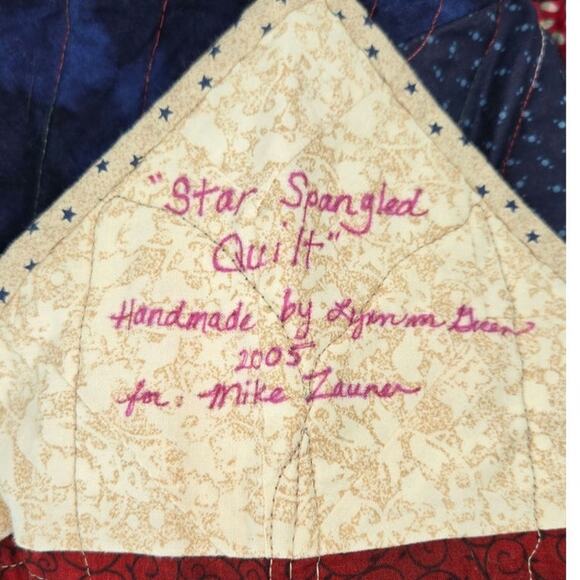 "Star Spangled
Quilt"
Handmade by Lynn M Green
2005
for: Mike Zauner